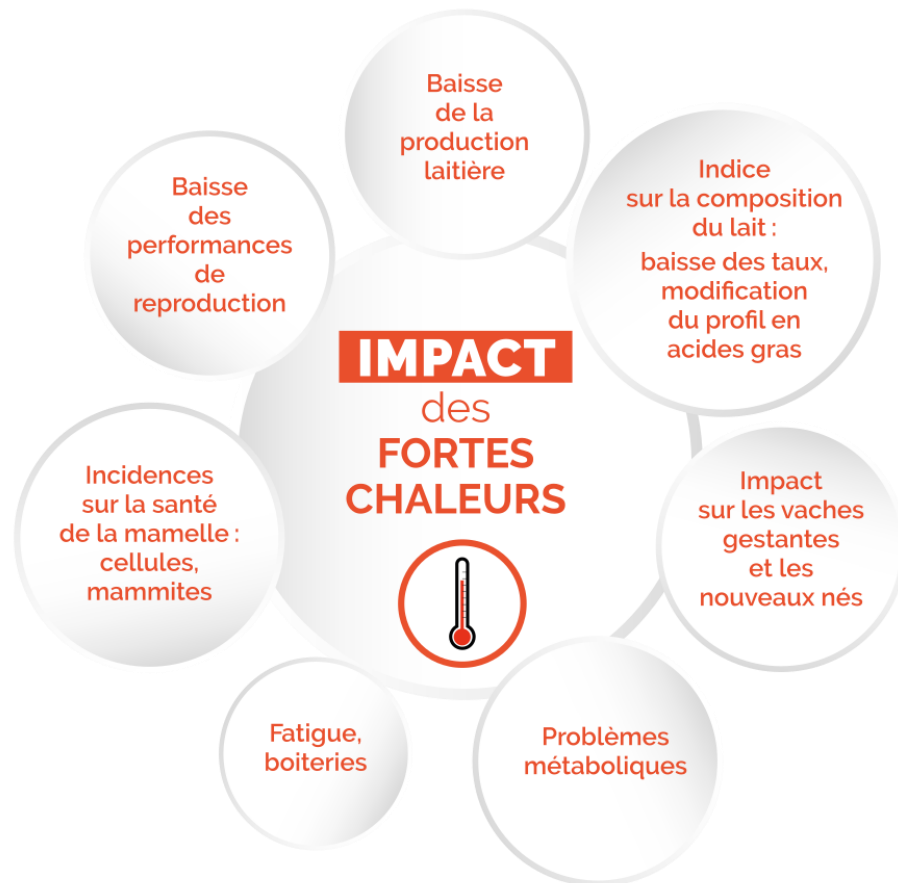 IMPACT
des
FORTES
CHALEURS
Baisse
de la
production
laitière
Indice
sur la composition
du lait :
baisse des taux,
modification
du profil en
acides gras
Impact
sur les vaches
gestantes
et les
nouveaux nés
Problèmes
métaboliques
Fatigue,
boiteries
Incidences
sur la santé
de la mamelle :
cellules,
mammites
Baisse
des
performances
de
reproduction